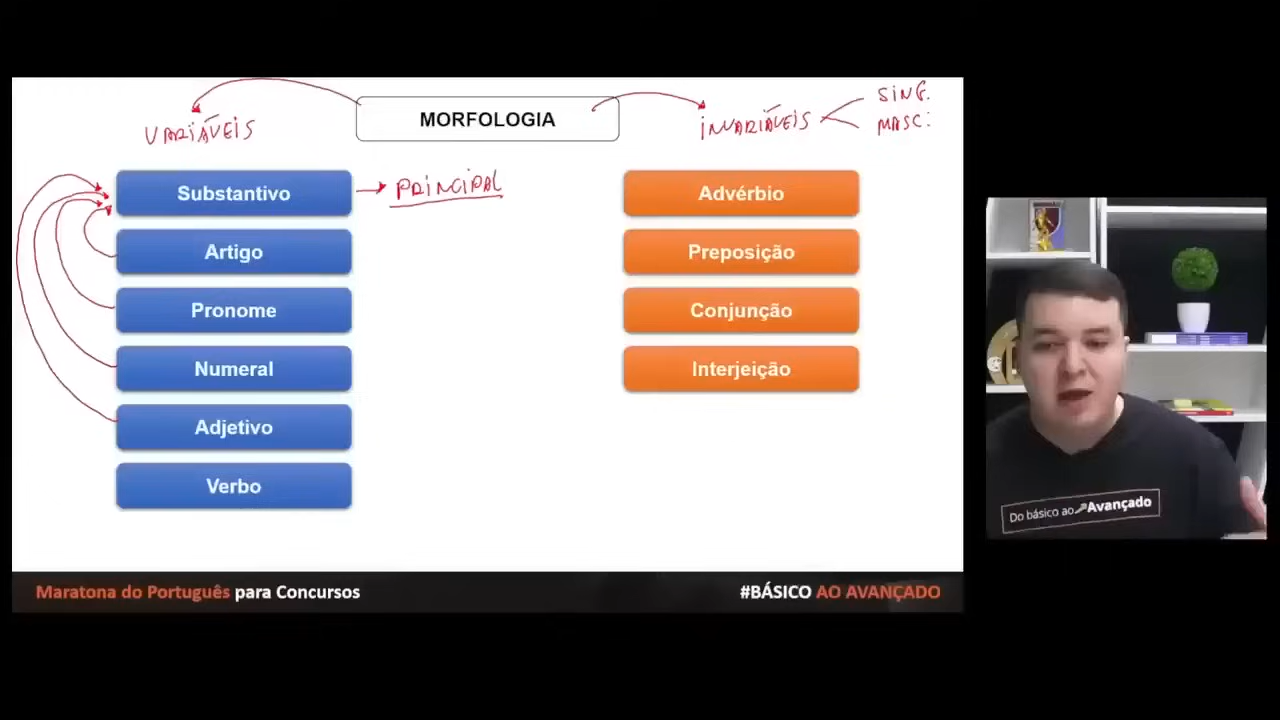 MORFOLOGIA
VARIÁVEIS
INVARIÁVEIS
SING.
MASC.
Substantivo
PRINCIPAL
Artigo
Pronome
Numeral
Adjetivo
Verbo
Advérbio
Preposição
Conjunção
Interjeição
Maratona do Português para Concursos
#BÁSICO AO AVANÇADO
Do básico ao Avançado